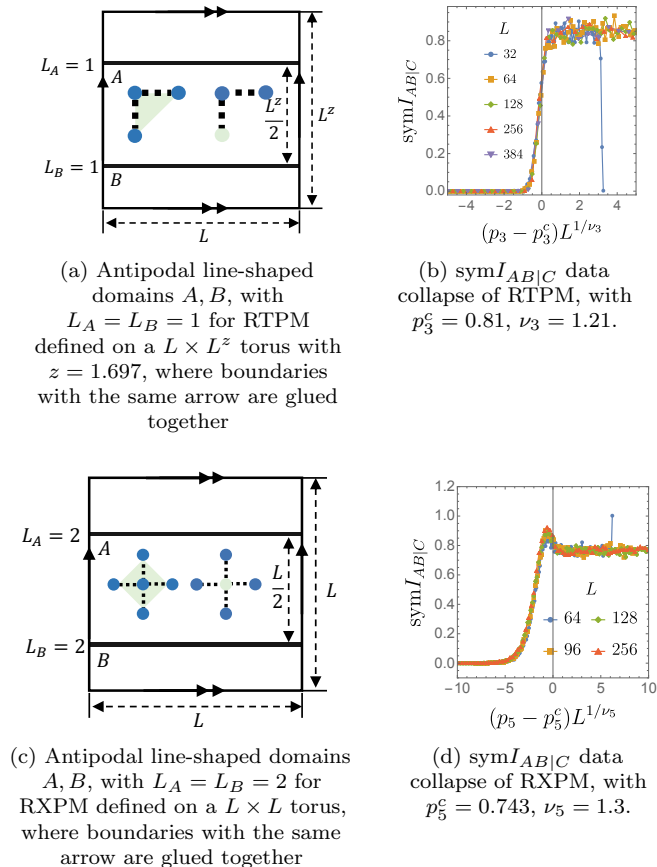 L_A = 1
A
L^z/2
L^z
L_B = 1
B
L
(a) Antipodal line-shaped
domains A, B, with
L_A = L_B = 1 for RTPM
defined on a L × L^z torus with
z = 1.697, where boundaries
with the same arrow are glued
together
symI_{AB|C}
0.8
0.6
0.4
0.2
0.0
L
32
64
128
256
384
-4 -2 0 2 4
(p_3 − p_3^c)L^{1/ν_3}
(b) symI_{AB|C} data
collapse of RTPM, with
p_3^c = 0.81, ν_3 = 1.21.
L_A = 2
A
L/2
L
L_B = 2
B
L
(c) Antipodal line-shaped domains
A, B, with L_A = L_B = 2 for
RXPM defined on a L × L torus,
where boundaries with the same
arrow are glued together
symI_{AB|C}
1.2
1.0
0.8
0.6
0.4
0.2
0.0
L
64 128
96 256
-10 -5 0 5 10
(p_5 − p_5^c)L^{1/ν_5}
(d) symI_{AB|C} data
collapse of RXPM, with
p_5^c = 0.743, ν_5 = 1.3.